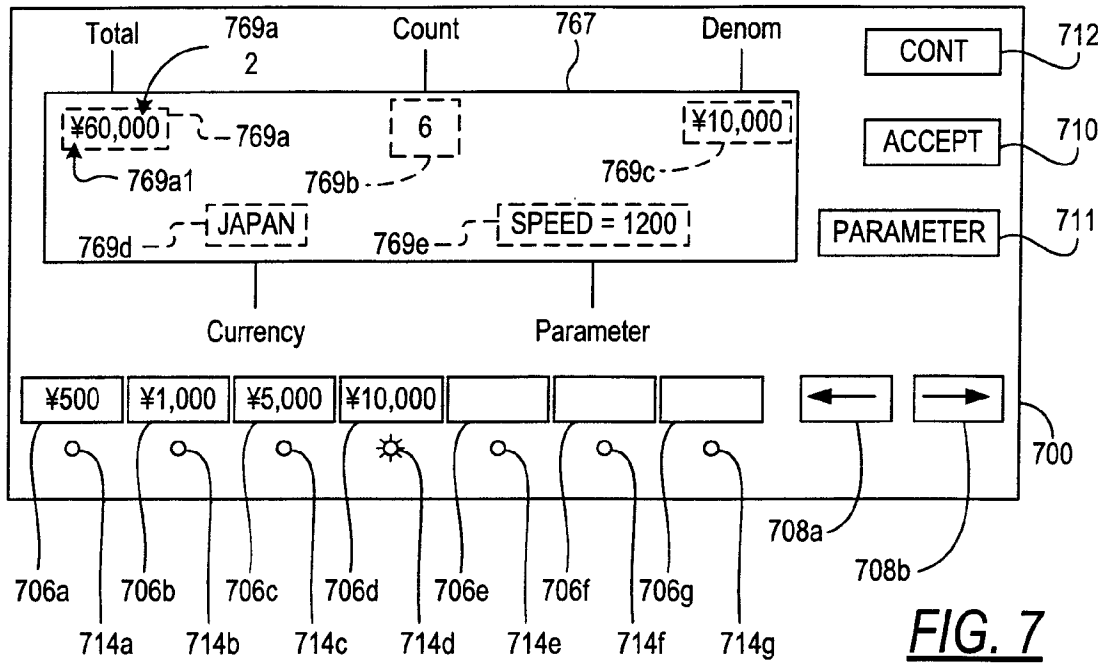 Total 769a 2 Count 767 Denom
CONT 712
¥60,000 769a 6 ¥10,000
ACCEPT 710
769a1 769b 769c
769d JAPAN 769e SPEED = 1200
PARAMETER 711
Currency Parameter
¥500 ¥1,000 ¥5,000 ¥10,000
700
708a 708b
706a 706b 706c 706d 706e 706f 706g
714a 714b 714c 714d 714e 714f 714g
FIG. 7